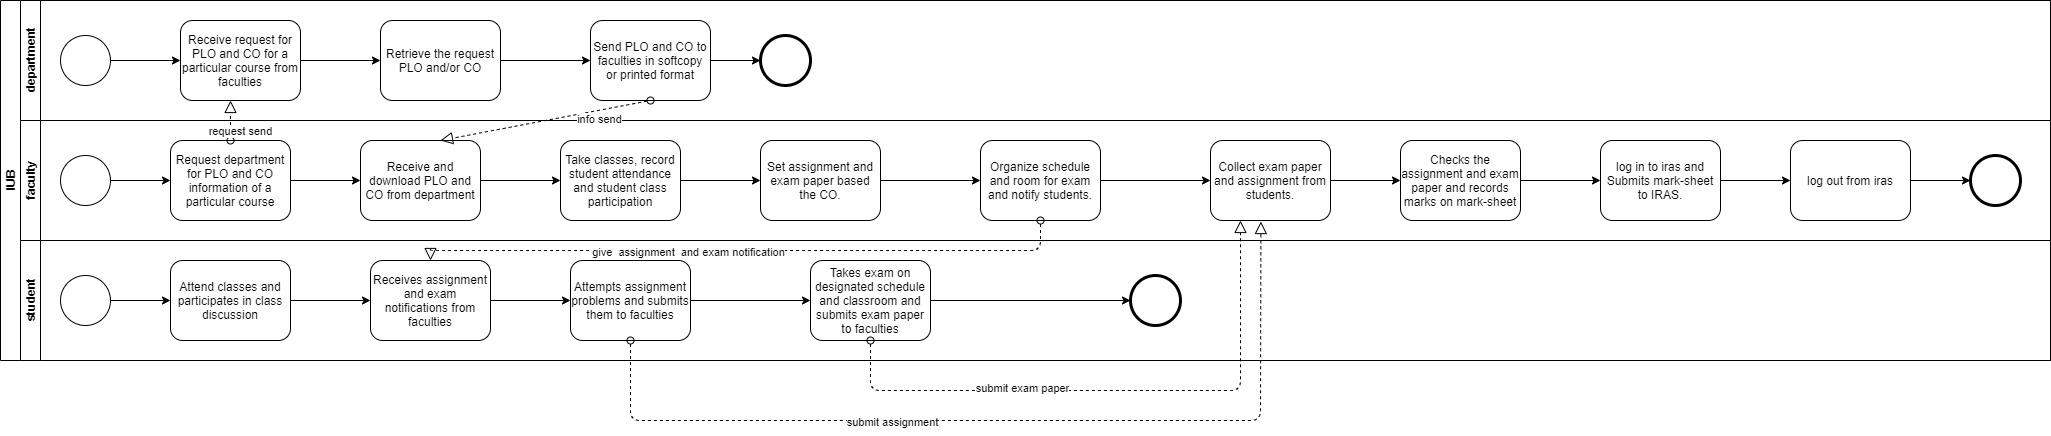 IUB
department
Receive request for
PLO and CO for a
particular course from
faculties
Retrieve the request
PLO and/or CO
Send PLO and CO to
faculties in softcopy
or printed format
request send
info send
faculty
Request department
for PLO and CO
information of a
particular course
Receive and
download PLO and
CO from department
Take classes, record
student attendance
and student class
participation
Set assignment and
exam paper based
the CO.
Organize schedule
and room for exam
and notify students.
Collect exam paper
and assignment from
students.
Checks the
assignment and exam
paper and records
marks on mark-sheet
log in to iras and
Submits mark-sheet
to IRAS.
log out from iras
give assignment and exam notification
student
Attend classes and
participates in class
discussion
Receives assignment
and exam
notifications from
faculties
Attempts assignment
problems and submits
them to faculties
Takes exam on
designated schedule
and classroom and
submits exam paper
to faculties
submit exam paper
submit assignment